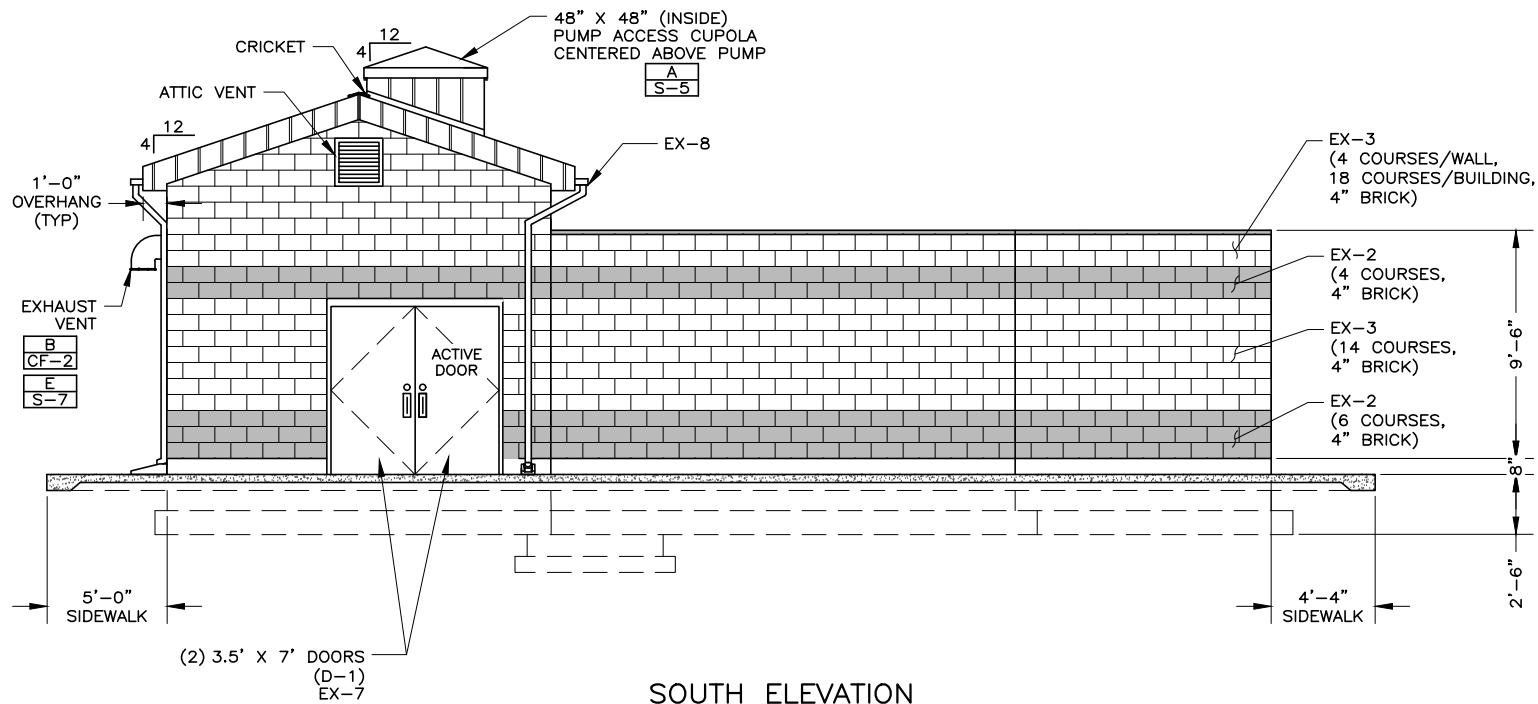 48” X 48” (INSIDE)
PUMP ACCESS CUPOLA
CENTERED ABOVE PUMP
A
S-5
12
4
CRICKET
ATTIC VENT
12
4
EX-8
1’-0”
OVERHANG
(TYP)
EXHAUST
VENT
B
CF-2
E
S-7
ACTIVE
DOOR
EX-3
(4 COURSES/WALL,
18 COURSES/BUILDING,
4” BRICK)
EX-2
(4 COURSES,
4” BRICK)
EX-3
(14 COURSES,
4” BRICK)
EX-2
(6 COURSES,
4” BRICK)
9’-6”
8”
2’-6”
5’-0”
SIDEWALK
4’-4”
SIDEWALK
(2) 3.5’ X 7’ DOORS
(D-1)
EX-7
SOUTH ELEVATION